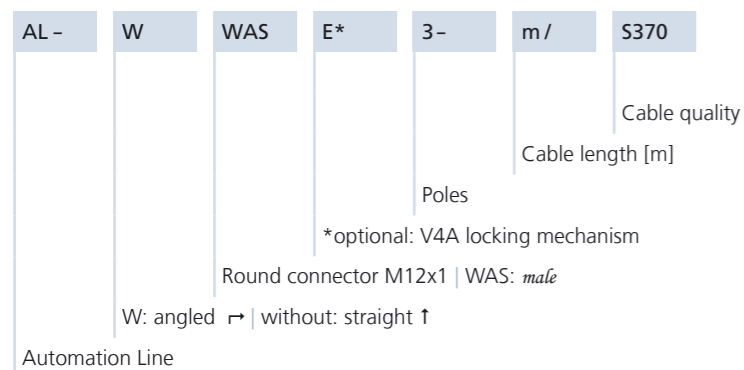 AL – W WAS E* 3 – m / S370
Cable quality
Cable length [m]
Poles
*optional: V4A locking mechanism
Round connector M12x1 | WAS: male
W: angled ↱ | without: straight ↑
Automation Line